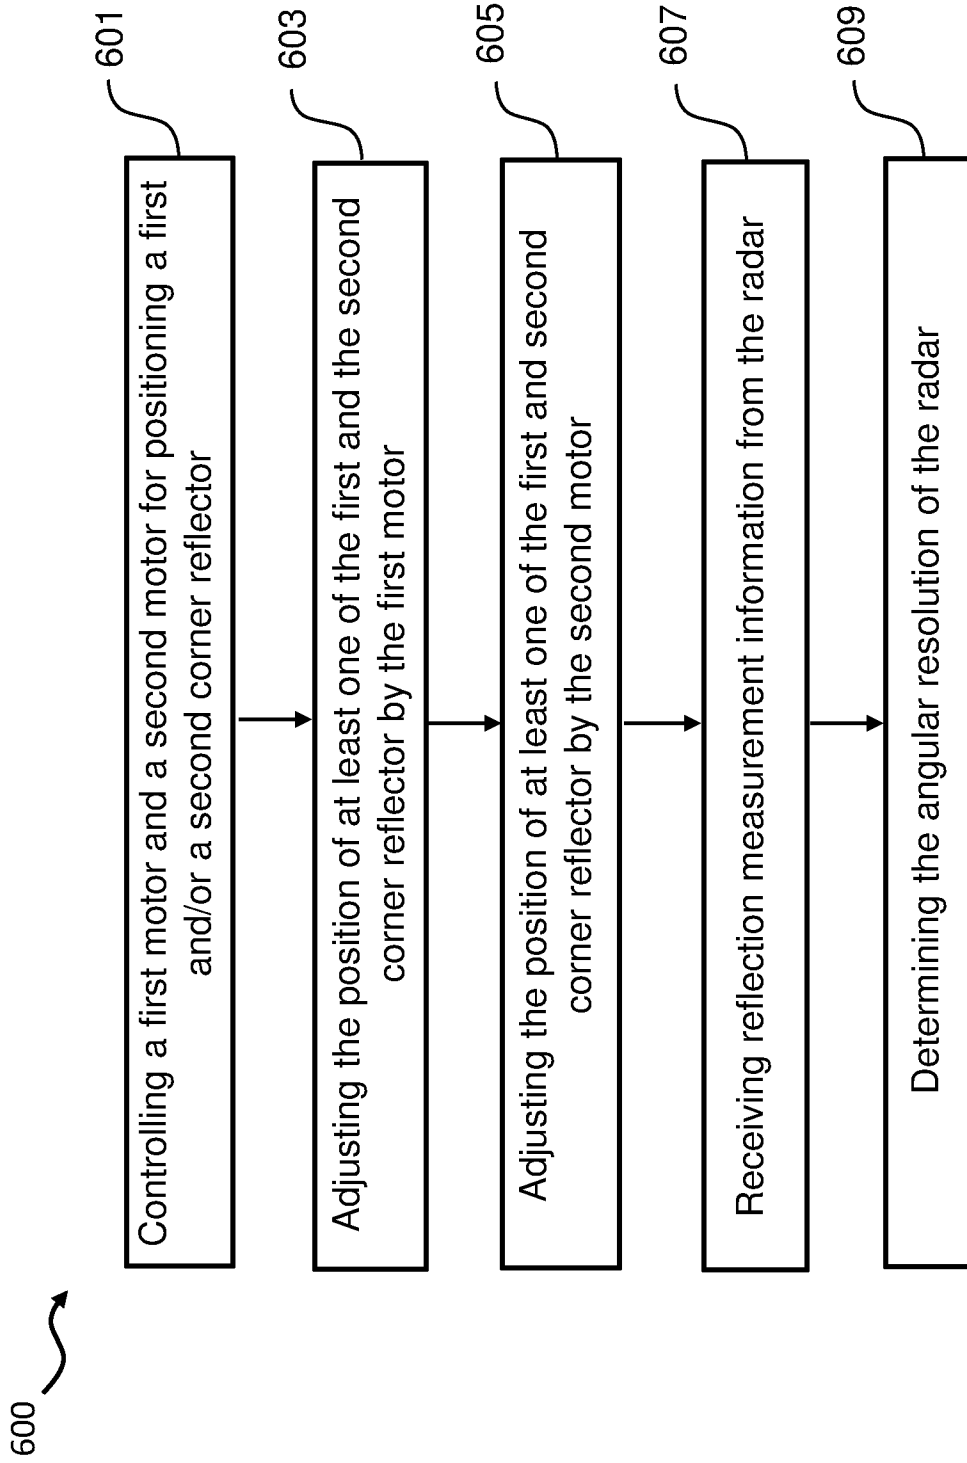 600
601
Controlling a first motor and a second motor for positioning a first
and/or a second corner reflector
603
Adjusting the position of at least one of the first and the second
corner reflector by the first motor
605
Adjusting the position of at least one of the first and second
corner reflector by the second motor
607
Receiving reflection measurement information from the radar
609
Determining the angular resolution of the radar